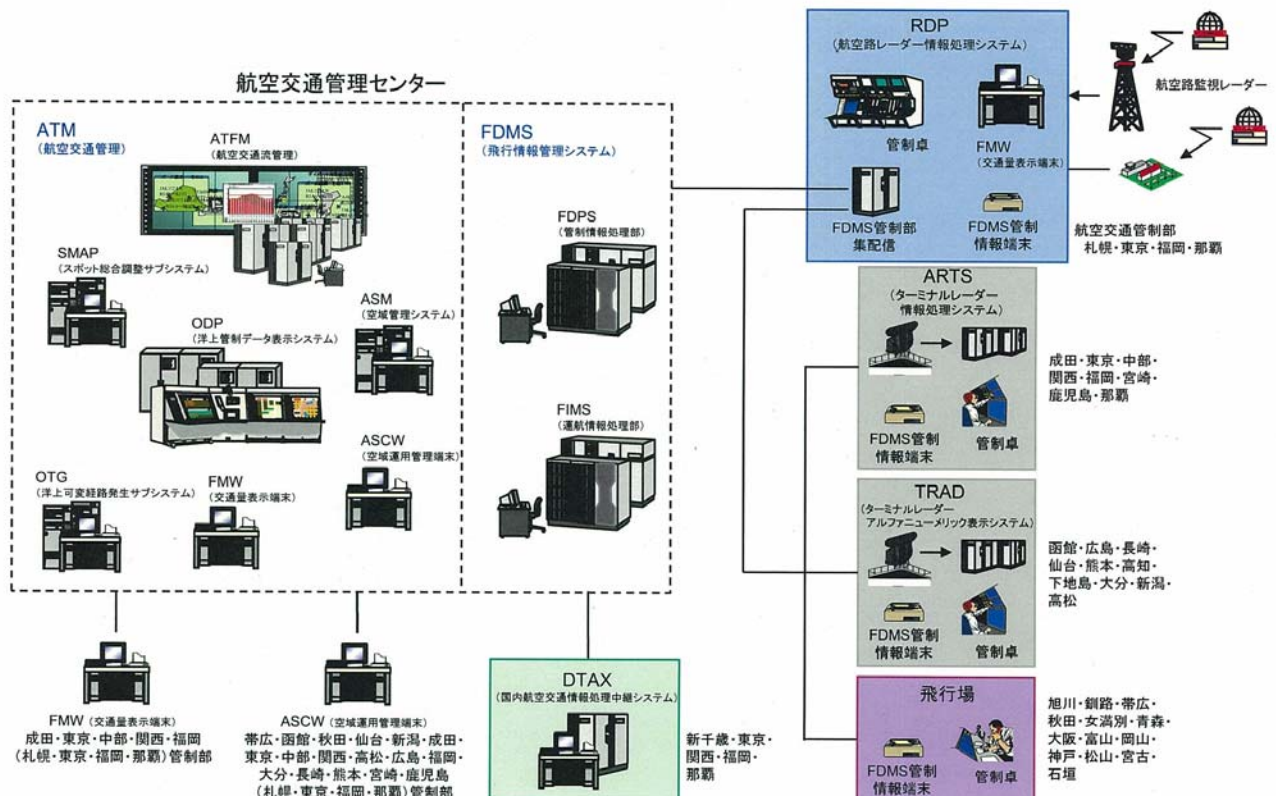 航空交通管理センター
ATM
(航空交通管理)
ATFM
(航空交通流管理)
SMAP
(スポット総合調整サブシステム)
ASM
(空域管理システム)
ODP
(洋上管制データ表示システム)
ASCW
(空域運用管理端末)
OTG
(洋上可変経路発生サブシステム)
FMW
(交通量表示端末)
FDMS
(飛行情報管理システム)
FDPS
(管制情報処理部)
FIMS
(運航情報処理部)
FMW (交通量表示端末)
成田・東京・中部・関西・福岡
(札幌・東京・福岡・那覇)管制部
ASCW (空域運用管理端末)
帯広・函館・秋田・仙台・新潟・成田・
東京・中部・関西・高松・広島・福岡・
大分・長崎・熊本・宮崎・鹿児島
(札幌・東京・福岡・那覇)管制部
DTAX
(国内航空交通情報処理中継システム)
新千歳・東京・
関西・福岡・
那覇
RDP
(航空路レーダー情報処理システム)
管制卓
FMW
(交通量表示端末)
FDMS管制部
集配信
FDMS管制
情報端末
航空路監視レーダー
航空交通管制部
札幌・東京・福岡・那覇
ARTS
(ターミナルレーダー
情報処理システム)
FDMS管制
情報端末
管制卓
成田・東京・中部・
関西・福岡・宮崎・
鹿児島・那覇
TRAD
(ターミナルレーダー
アルファニューメリック表示システム)
FDMS管制
情報端末
管制卓
函館・広島・長崎・
仙台・熊本・高知・
下地島・大分・新潟・
高松
飛行場
FDMS管制
情報端末
管制卓
旭川・釧路・帯広・
秋田・女満別・青森・
大阪・富山・岡山・
神戸・松山・宮古・
石垣